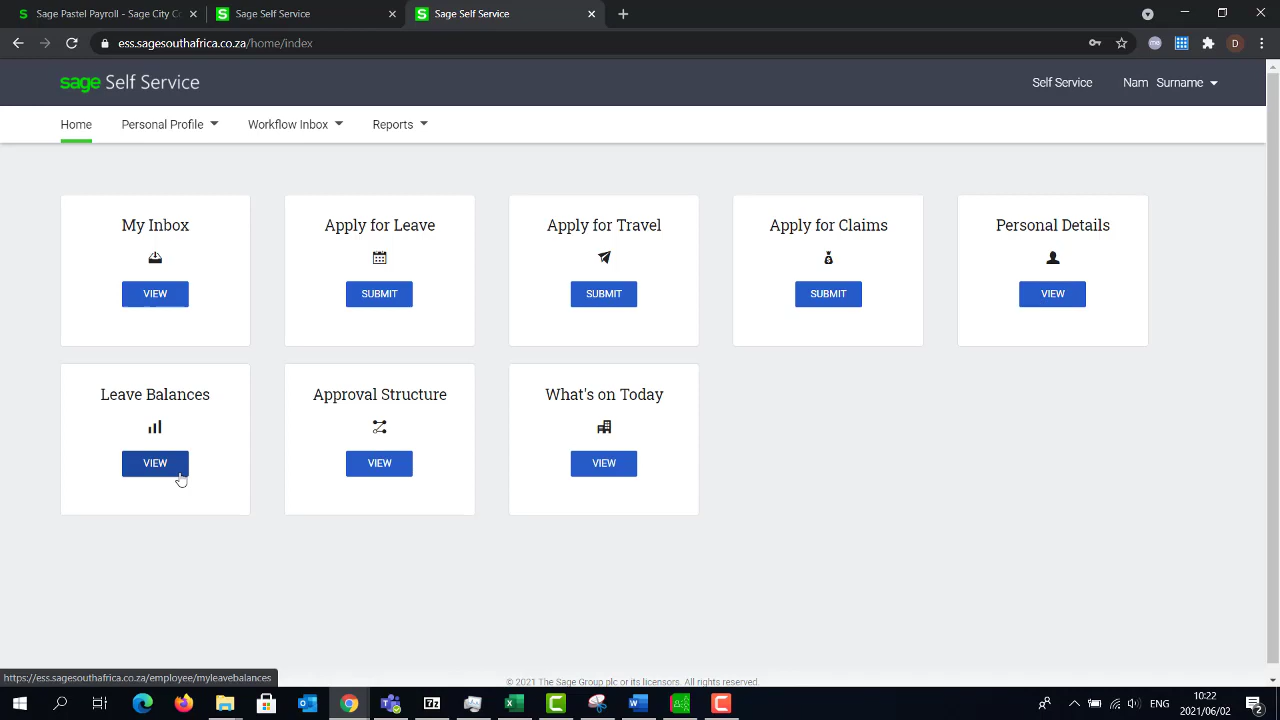 Sage Pastel Payroll - Sage City Co
Sage Self Service
Sage Self Service
ess.sagesouthafrica.co.za/home/index
me
D
sage Self Service
Self Service
Nam Surname
Home
Personal Profile
Workflow Inbox
Reports
My Inbox
VIEW
Apply for Leave
SUBMIT
Apply for Travel
SUBMIT
Apply for Claims
SUBMIT
Personal Details
VIEW
Leave Balances
VIEW
Approval Structure
VIEW
What's on Today
VIEW
https://ess.sagesouthafrica.co.za/employee/myleavebalances
© 2021 The Sage Group plc or its licensors. All rights reserved.
ENG
10:22
2021/06/02
2